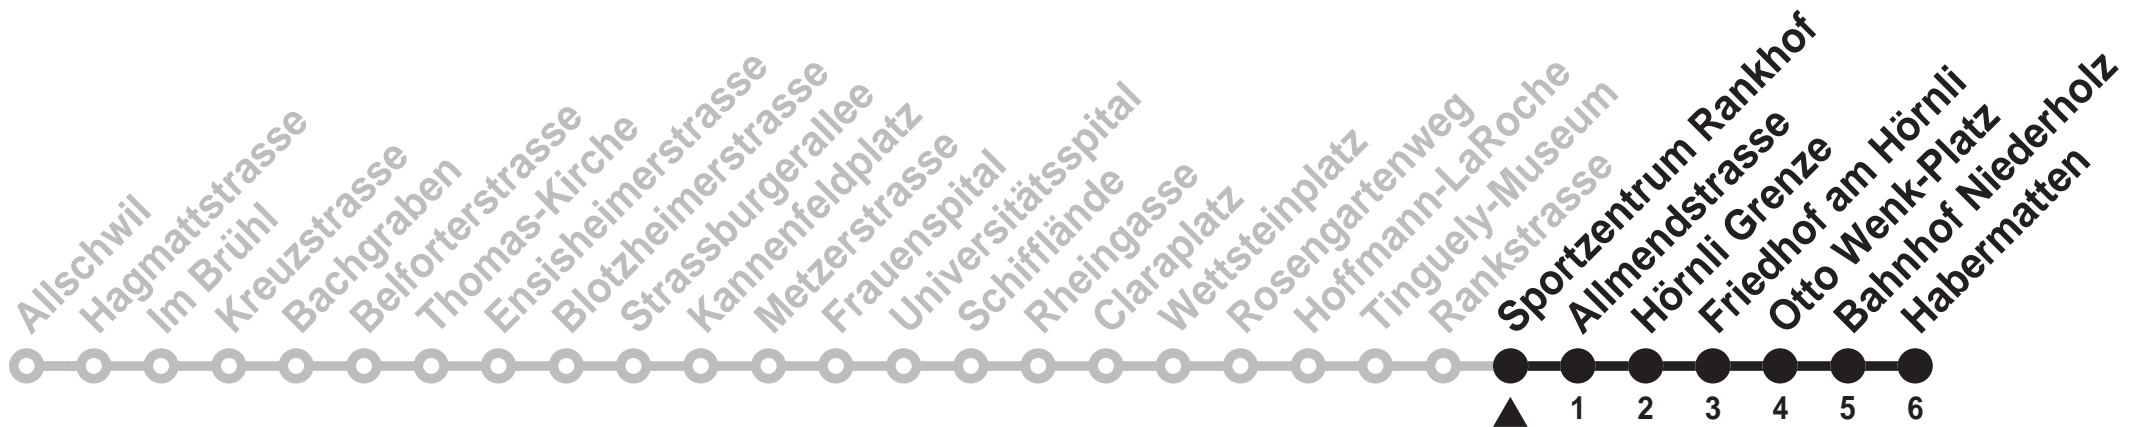 Allschwil
Hagmattstrasse
Im Brühl
Kreuzstrasse
Bachgraben
Belforterstrasse
Thomas-Kirche
Ensisheimerstrasse
Blotzheimerstrasse
Strassburgerallee
Kannenfeldplatz
Metzerstrasse
Frauenspital
Universitätsspital
Schifflände
Rheingasse
Claraplatz
Wettsteinplatz
Rosengartenweg
Hoffmann-LaRoche
Tinguely-Museum
Rankstrasse
Sportzentrum Rankhof
Allmendstrasse
Hörnli Grenze
Friedhof am Hörnli
Otto Wenk-Platz
Bahnhof Niederholz
Habermatten
1 2 3 4 5 6